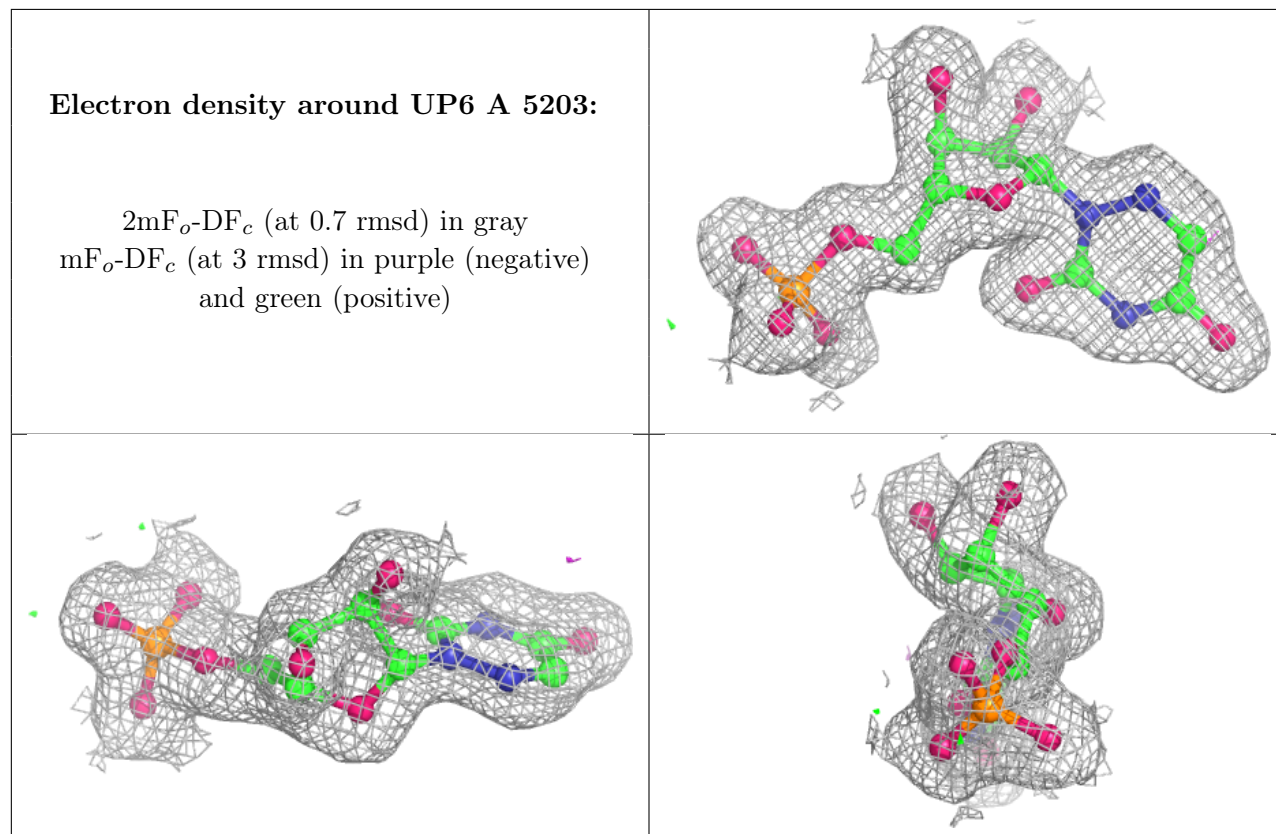 Electron density around UP6 A 5203:
2mFo-DFc (at 0.7 rmsd) in gray
mFo-DFc (at 3 rmsd) in purple (negative)
and green (positive)